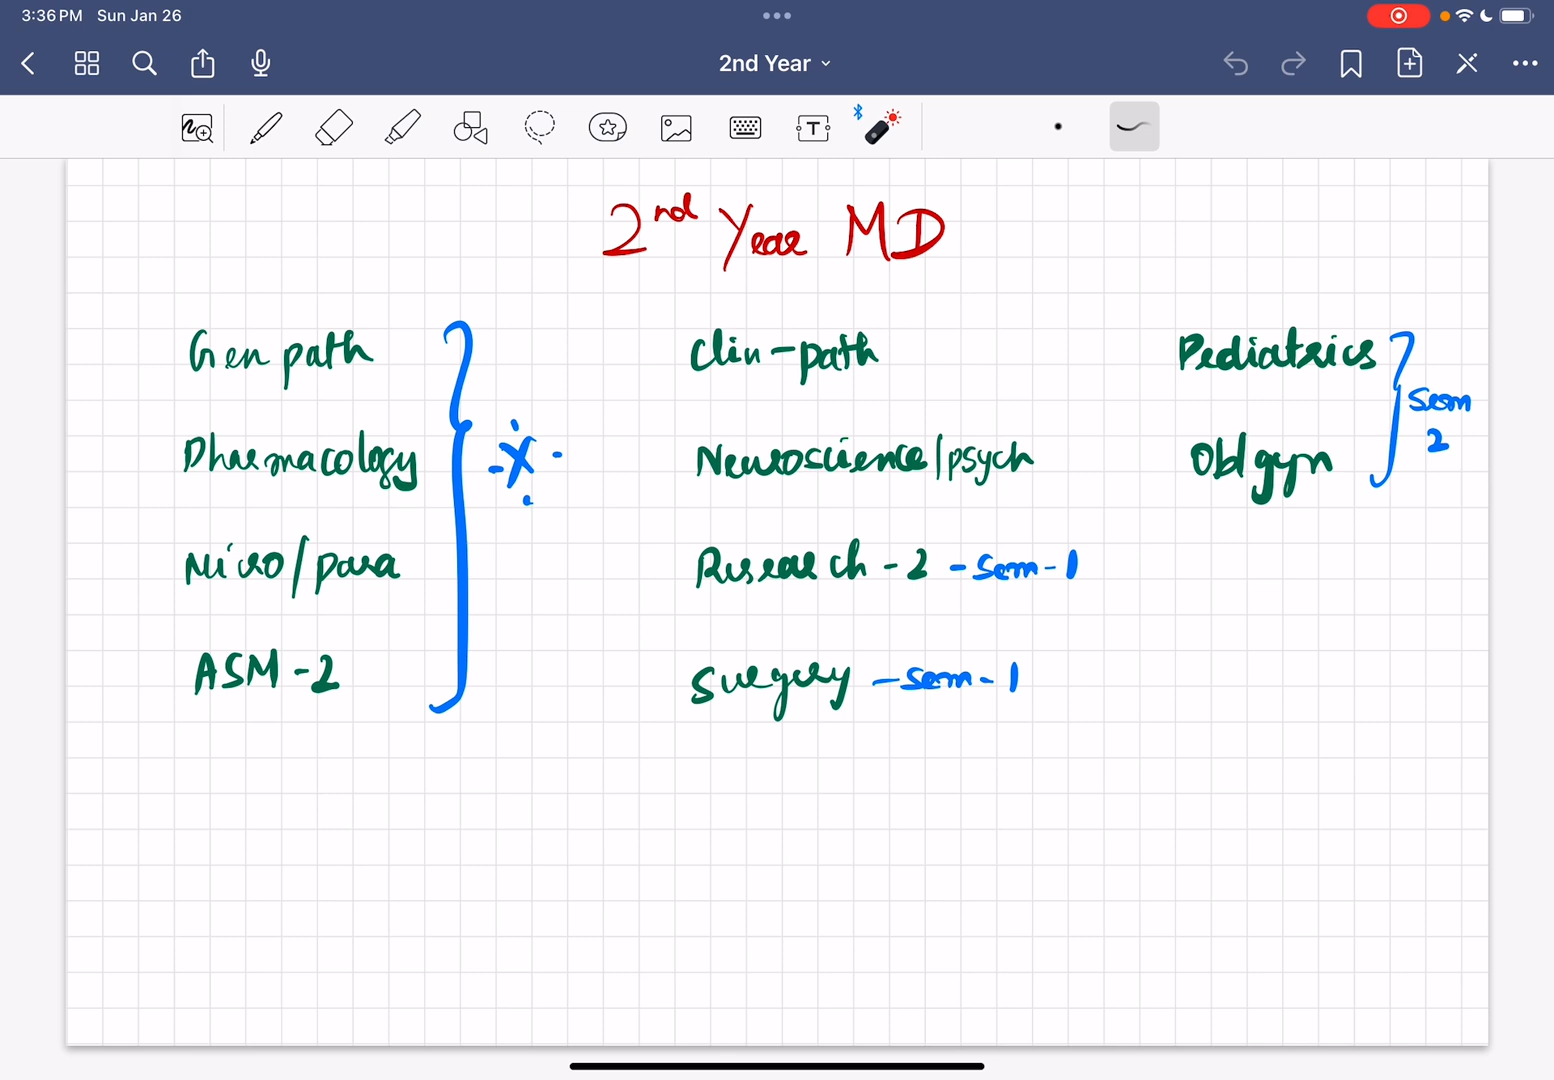 3:36 PM Sun Jan 26
2nd Year
T
2nd Year MD
Gen path
Pharmacology
Micro/para
ASM-2
Clin-path
Neuroscience/psych
Research-2 - Sem-1
Surgery - Sem-1
Pediatrics
Oblgyn
Sem
2